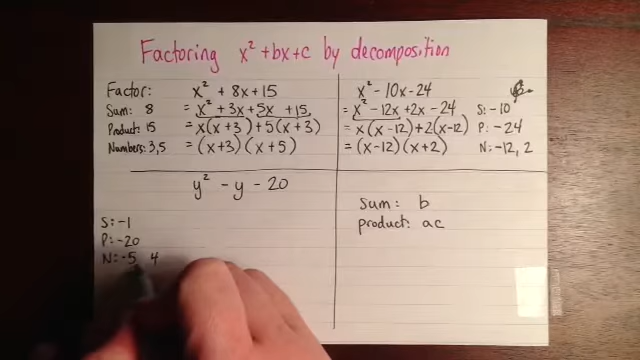 Factoring x² + bx + c by decomposition
Factor: x² + 8x + 15
Sum: 8 = x² + 3x + 5x + 15
Product: 15 = x(x+3) + 5(x+3)
Numbers: 3,5 = (x+3)(x+5)
x² - 10x - 24
= x² - 12x + 2x - 24 S: -10
= x(x-12) + 2(x-12) P: -24
= (x-12)(x+2) N: -12, 2
y² - y - 20
S: -1
P: -20
N: -5 4
Sum: b
product: ac